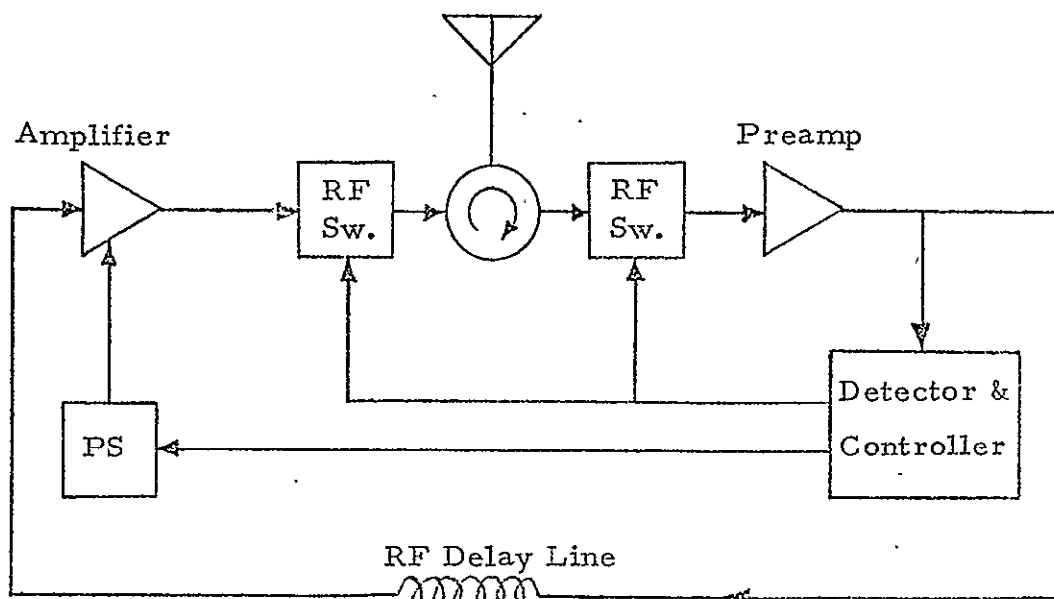 Amplifier
Preamp
RF
Sw.
RF
Sw.
Detector &
Controller
PS
RF Delay Line